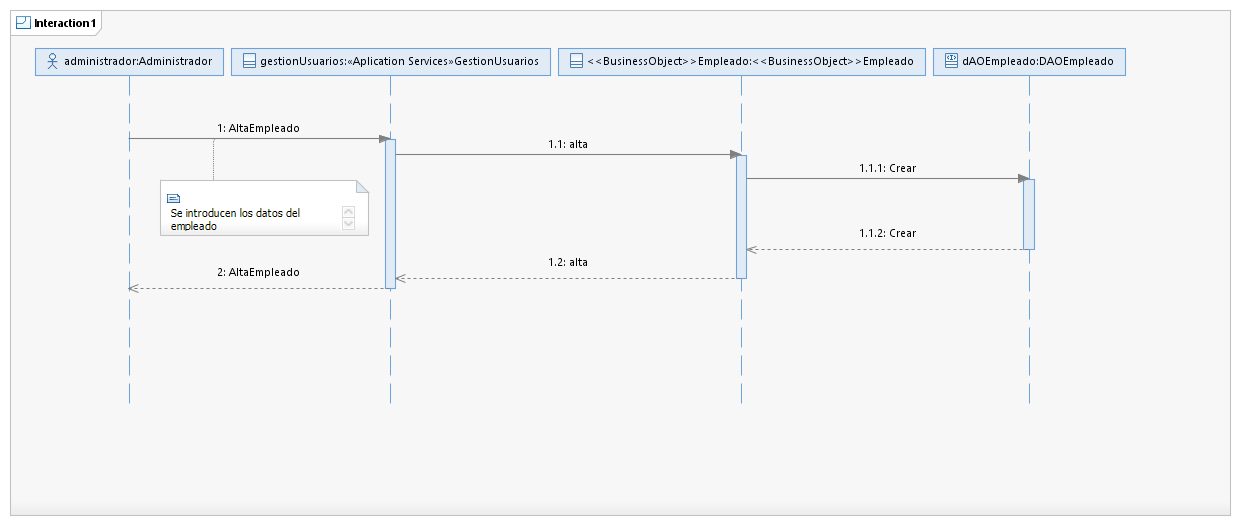 Interaction1
administrador:Administrador
gestionUsuarios:«Aplication Services»GestionUsuarios
<<BusinessObject>>Empleado:<<BusinessObject>>Empleado
dAOEmpleado:DAOEmpleado
1: AltaEmpleado
1.1: alta
1.1.1: Crear
Se introducen los datos del
empleado
1.1.2: Crear
1.2: alta
2: AltaEmpleado